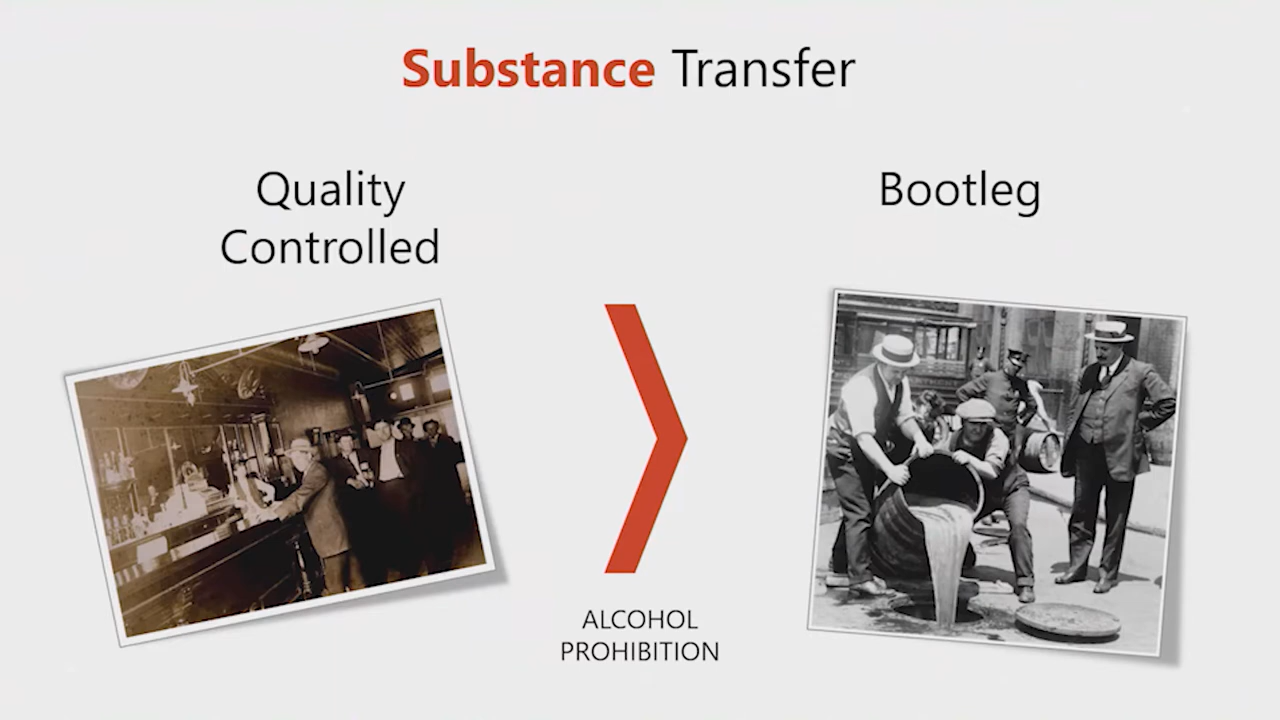 Substance Transfer
Quality
Controlled
Bootleg
ALCOHOL
PROHIBITION